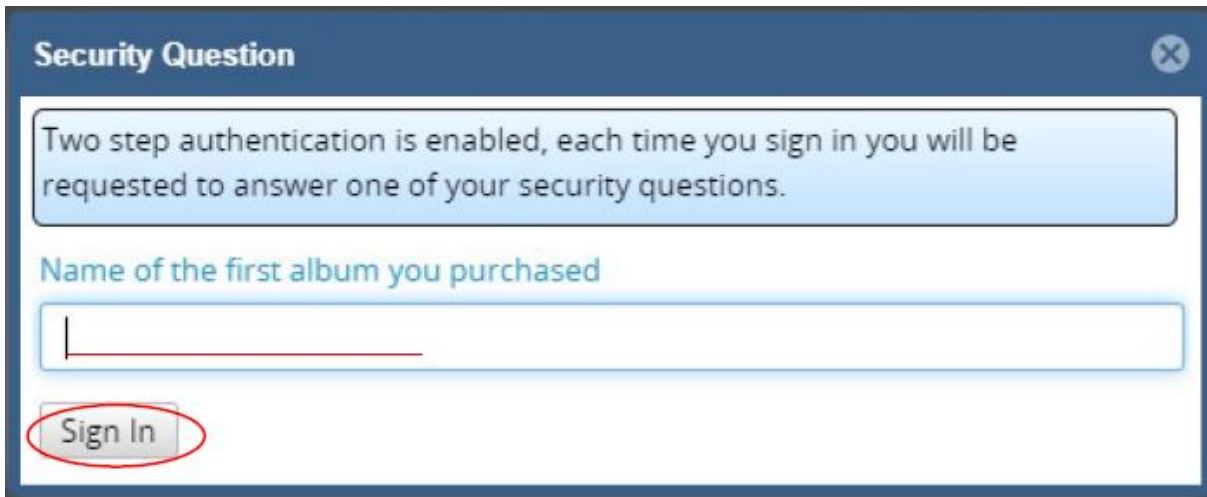 Security Question
Two step authentication is enabled, each time you sign in you will be
requested to answer one of your security questions.
Name of the first album you purchased
Sign In